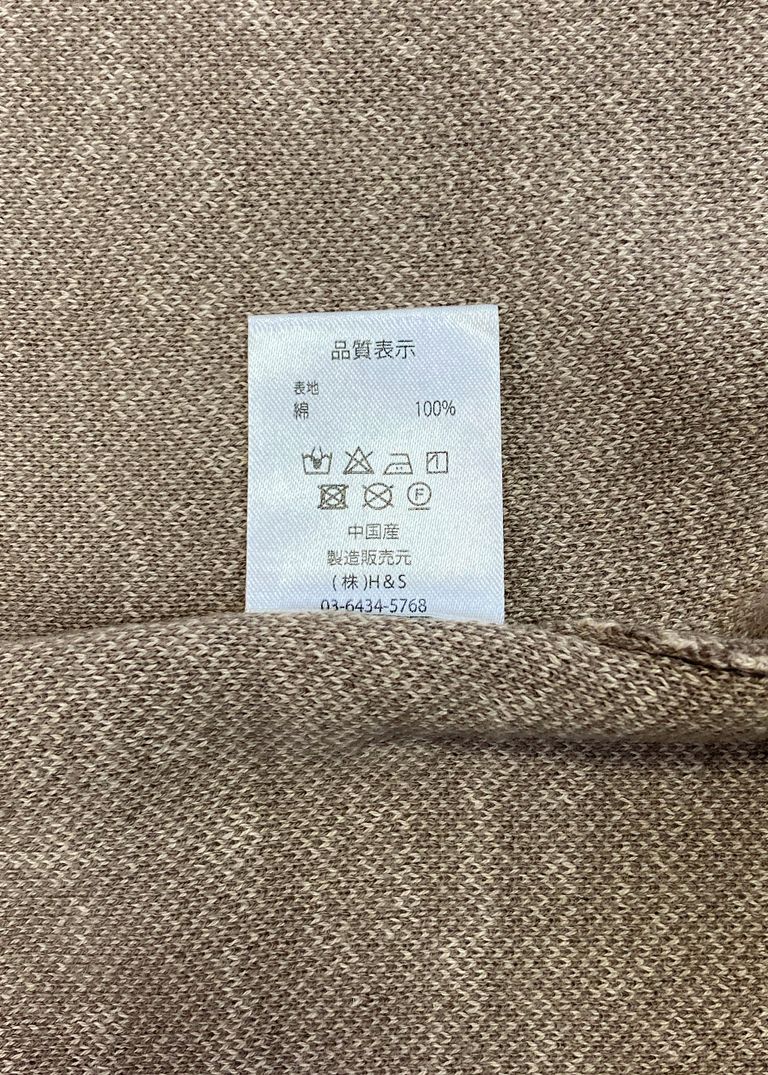 品質表示
表地
綿 100%
F
中国産
製造販売元
(株)H&S
03-6434-5768